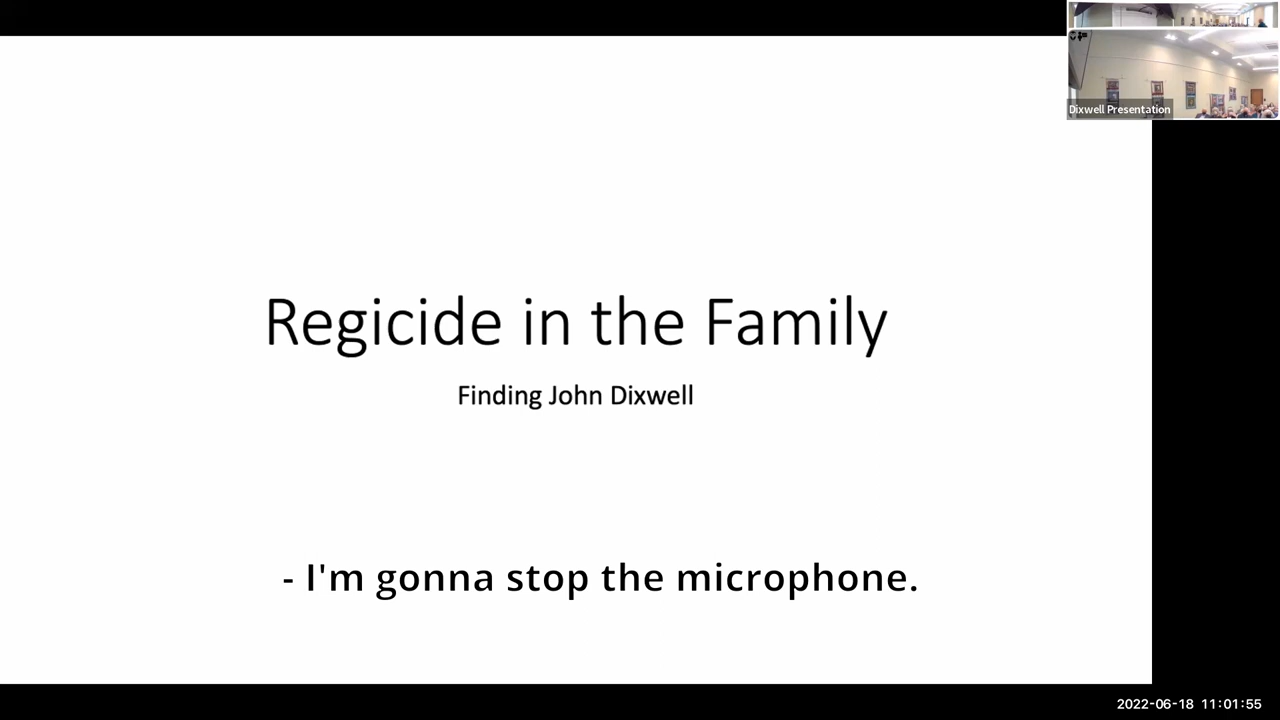 Dixwell Presentation
Regicide in the Family
Finding John Dixwell
- I'm gonna stop the microphone.
2022-06-18 11:01:55